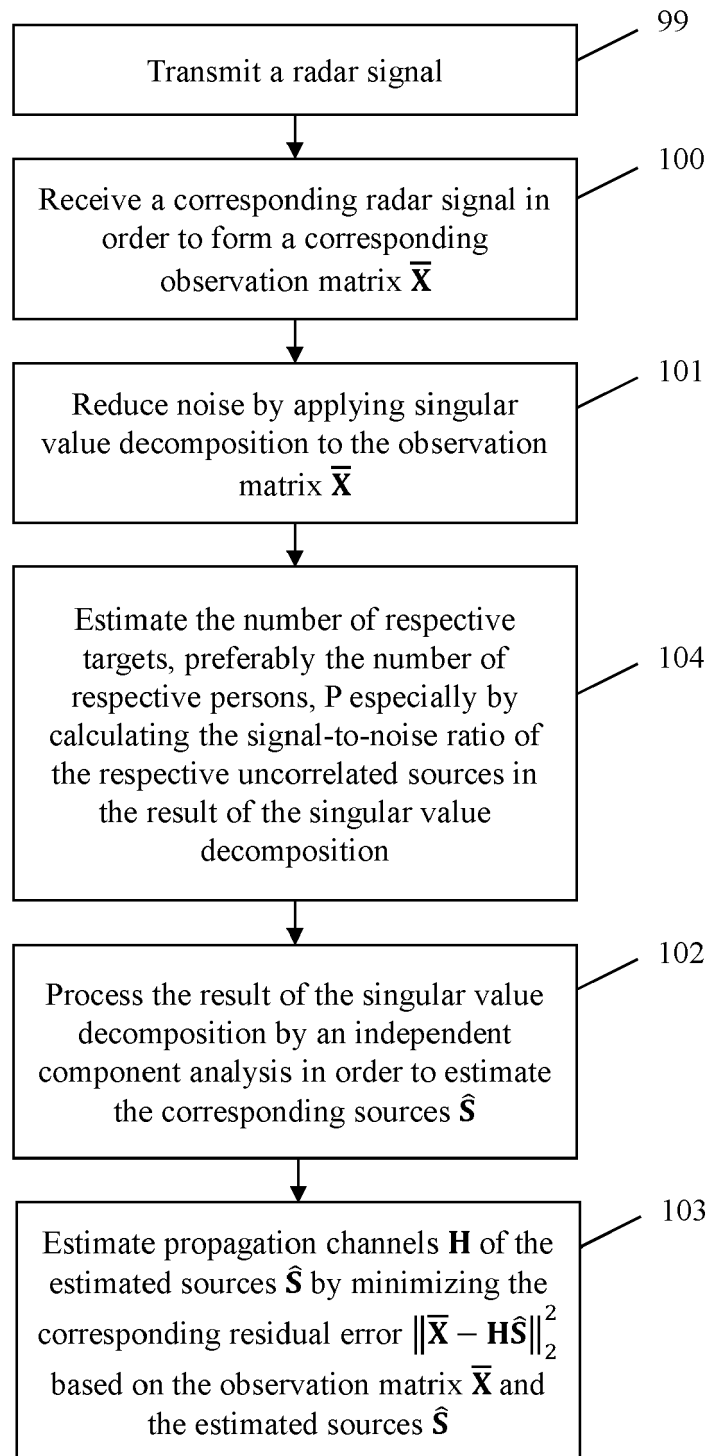 99
Transmit a radar signal
100
Receive a corresponding radar signal in
order to form a corresponding
observation matrix X̅
101
Reduce noise by applying singular
value decomposition to the observation
matrix X̅
104
Estimate the number of respective
targets, preferably the number of
respective persons, P especially by
calculating the signal-to-noise ratio of
the respective uncorrelated sources in
the result of the singular value
decomposition
102
Process the result of the singular value
decomposition by an independent
component analysis in order to estimate
the corresponding sources Ŝ
103
Estimate propagation channels H of the
estimated sources Ŝ by minimizing the
corresponding residual error ‖X̅ − HŜ‖₂²
based on the observation matrix X̅ and
the estimated sources Ŝ